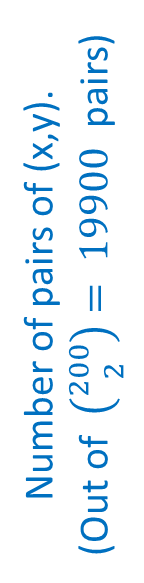 Number of pairs of (x,y).
(Out of $\binom{200}{2}$ = 19900 pairs)